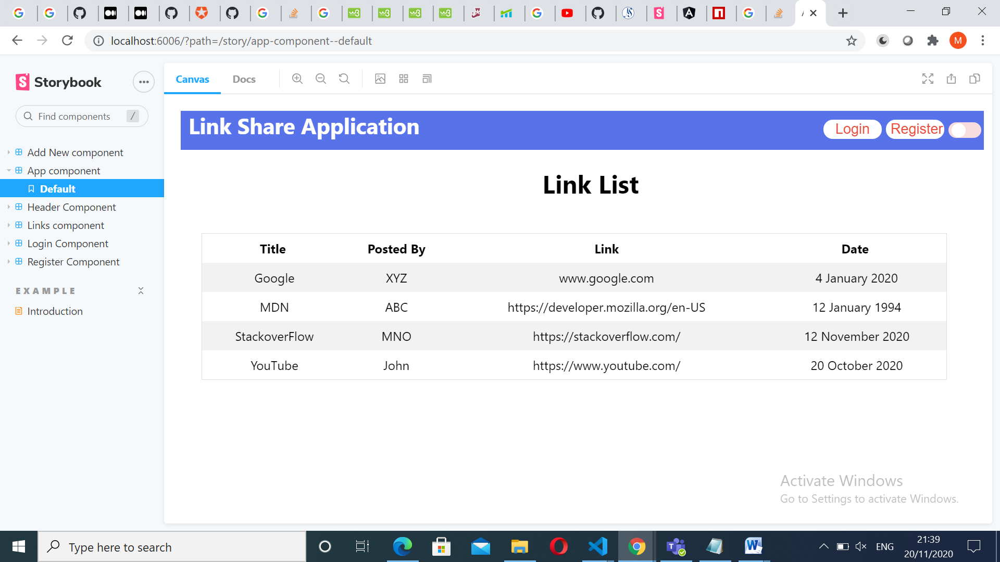 localhost:6006/?path=/story/app-component--default
M
Storybook
Find components /
Add New component
App component
Default
Header Component
Links component
Login Component
Register Component
EXAMPLE
Introduction
Canvas Docs
Link Share Application Login Register
Link List
Title Posted By Link Date
Google XYZ www.google.com 4 January 2020
MDN ABC https://developer.mozilla.org/en-US 12 January 1994
StackoverFlow MNO https://stackoverflow.com/ 12 November 2020
YouTube John https://www.youtube.com/ 20 October 2020
Activate Windows
Go to Settings to activate Windows.
Type here to search
ENG
21:39
20/11/2020